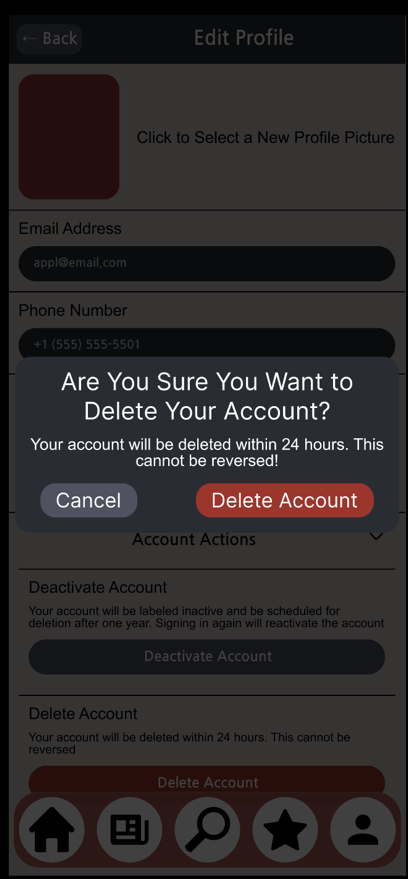 ← Back
Edit Profile
Click to Select a New Profile Picture
Email Address
appl@email.com
Phone Number
+1 (555) 555-5501
Are You Sure You Want to
Delete Your Account?
Your account will be deleted within 24 hours. This
cannot be reversed!
Cancel
Delete Account
Account Actions
Deactivate Account
Your account will be labeled inactive and be scheduled for
deletion after one year. Signing in again will reactivate the account
Deactivate Account
Delete Account
Your account will be deleted within 24 hours. This cannot be
reversed
Delete Account